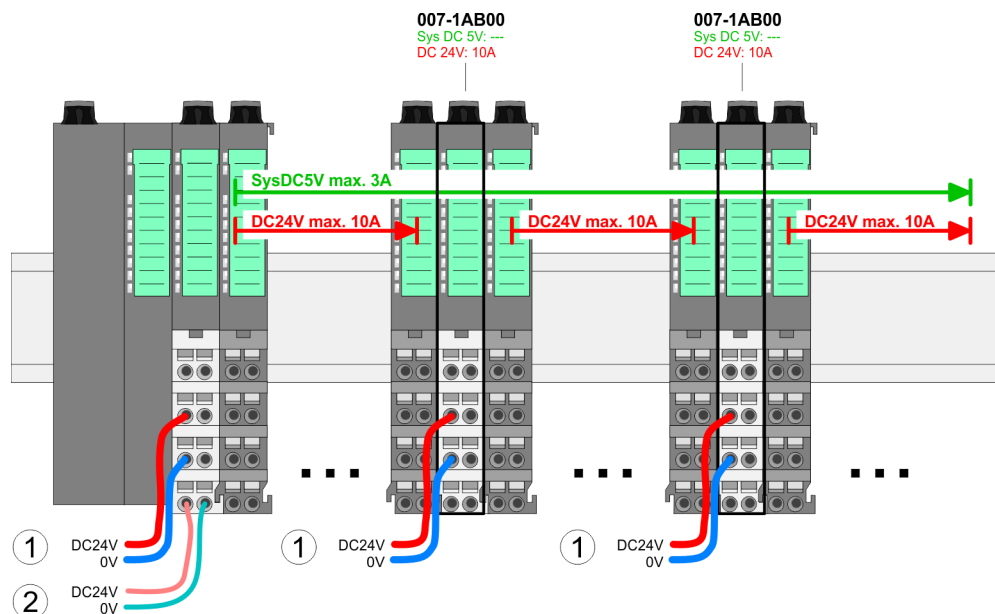 007-1AB00
Sys DC 5V: ---
DC 24V: 10A
007-1AB00
Sys DC 5V: ---
DC 24V: 10A
SysDC5V max. 3A
DC24V max. 10A
DC24V max. 10A
DC24V max. 10A
1
DC24V
0V
1
DC24V
0V
1
DC24V
0V
2
DC24V
0V